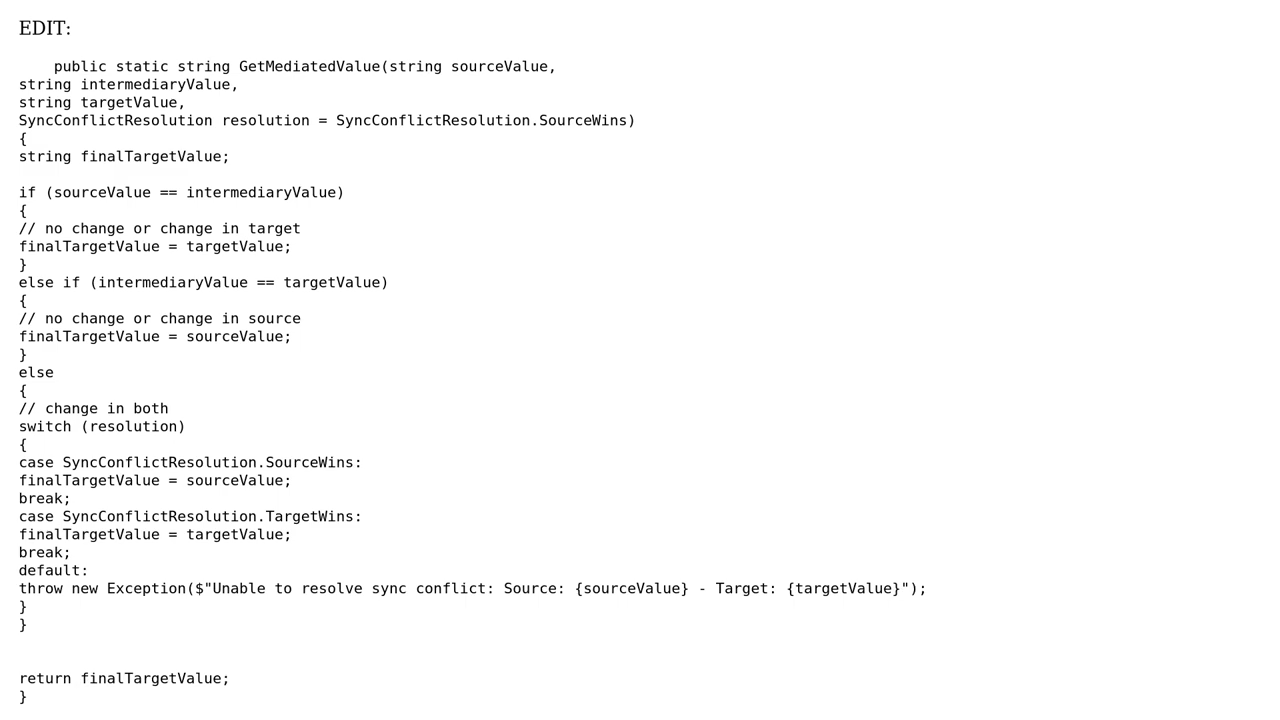 EDIT:
public static string GetMediatedValue(string sourceValue,
string intermediaryValue,
string targetValue,
SyncConflictResolution resolution = SyncConflictResolution.SourceWins)
{
string finalTargetValue;
if (sourceValue == intermediaryValue)
{
// no change or change in target
finalTargetValue = targetValue;
}
else if (intermediaryValue == targetValue)
{
// no change or change in source
finalTargetValue = sourceValue;
}
else
{
// change in both
switch (resolution)
{
case SyncConflictResolution.SourceWins:
finalTargetValue = sourceValue;
break;
case SyncConflictResolution.TargetWins:
finalTargetValue = targetValue;
break;
default:
throw new Exception($"Unable to resolve sync conflict: Source: {sourceValue} - Target: {targetValue}");
}
}
return finalTargetValue;
}